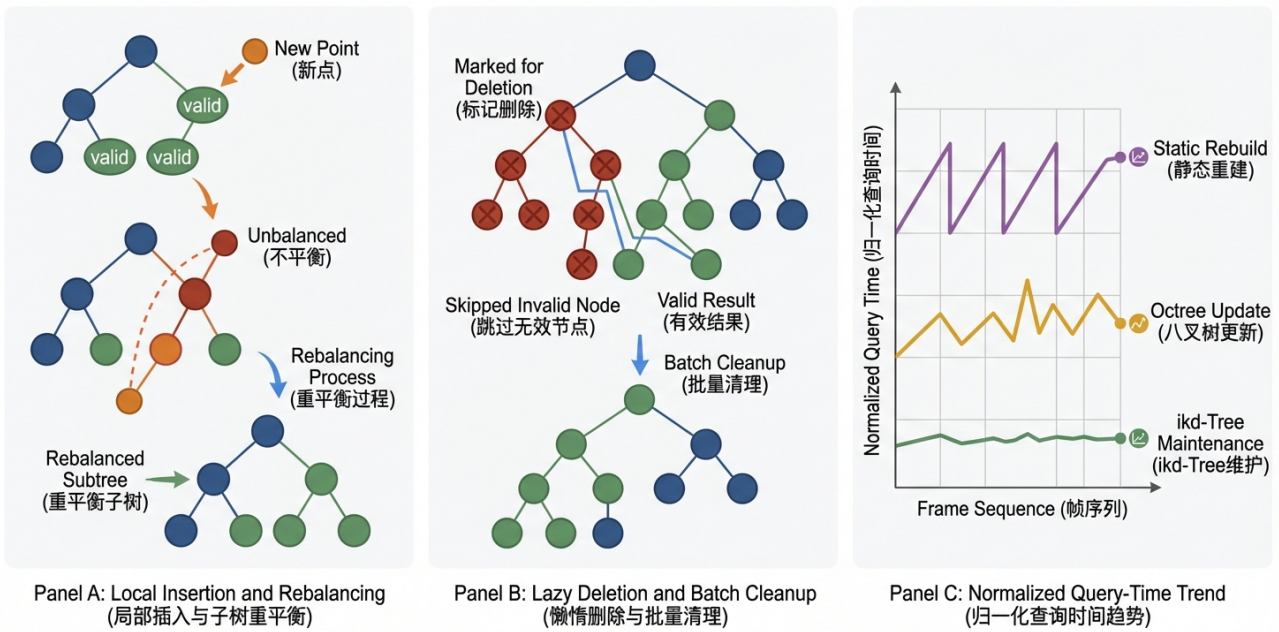 New Point
(新点)
valid
valid
valid
Unbalanced
(不平衡)
Rebalancing
Process
(重平衡过程)
Rebalanced
Subtree
(重平衡子树)
Panel A: Local Insertion and Rebalancing
(局部插入与子树重平衡)
Marked for
Deletion
(标记删除)
Skipped Invalid Node
(跳过无效节点)
Valid Result
(有效结果)
Batch Cleanup
(批量清理)
Panel B: Lazy Deletion and Batch Cleanup
(懒惰删除与批量清理)
Normalized Query Time (归一化查询时间)
Static Rebuild
(静态重建)
Octree Update
(八叉树更新)
ikd-Tree
Maintenance
(ikd-Tree维护)
Frame Sequence (帧序列)
Panel C: Normalized Query-Time Trend
(归一化查询时间趋势)